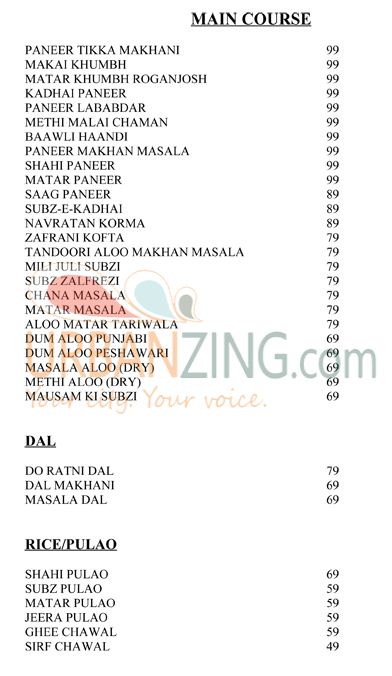 MAIN COURSE
PANEER TIKKA MAKHANI 99
MAKAI KHUMBH 99
MATAR KHUMBH ROGANJOSH 99
KADHAI PANEER 99
PANEER LABABDAR 99
METHI MALAI CHAMAN 99
BAAWLI HAANDI 99
PANEER MAKHAN MASALA 99
SHAHI PANEER 99
MATAR PANEER 99
SAAG PANEER 89
SUBZ-E-KADHAI 89
NAVRATAN KORMA 89
ZAFRANI KOFTA 79
TANDOORI ALOO MAKHAN MASALA 79
MILI JULI SUBZI 79
SUBZ ZALFREZI 79
CHANA MASALA 79
MATAR MASALA 79
ALOO MATAR TARIWALA 79
DUM ALOO PUNJABI 69
DUM ALOO PESHAWARI 69
MASALA ALOO (DRY) 69
METHI ALOO (DRY) 69
MAUSAM KI SUBZI 69
URBANZING.com
Your city. Your voice.
DAL
DO RATNI DAL 79
DAL MAKHANI 69
MASALA DAL 69
RICE/PULAO
SHAHI PULAO 69
SUBZ PULAO 59
MATAR PULAO 59
JEERA PULAO 59
GHEE CHAWAL 59
SIRF CHAWAL 49